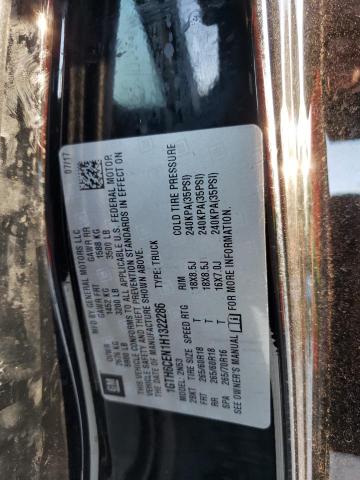 GM
MFD BY GENERAL MOTORS LLC
07/17
GVWR GAWR FRT GAWR RR
2676 KG 1452 KG 1588 KG
3200 LB 3500 LB
THIS VEHICLE CONFORMS TO ALL APPLICABLE U.S. FEDERAL MOTOR
VEHICLE SAFETY AND THEFT PREVENTION STANDARDS IN EFFECT ON
THE DATE OF MANUFACTURE SHOWN ABOVE.
1GTH6CEN1H1322286 TYPE:TRUCK
MODEL: 2N53
TIRE SIZE SPEED RTG RIM COLD TIRE PRESSURE
FRT 265/60R18 T 18X8.5J 240KPA(35PSI)
RR 265/60R18 T 18X8.5J 240KPA(35PSI)
SPA 265/70R16 T 16X7.0J 240KPA(35PSI)
SEE OWNER'S MANUAL FOR MORE INFORMATION.